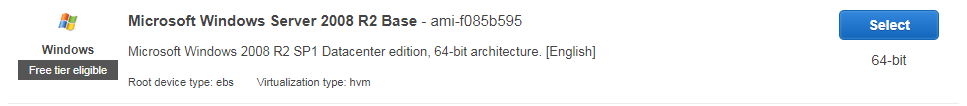 Microsoft Windows Server 2008 R2 Base - ami-f085b595
Select
Windows
Microsoft Windows 2008 R2 SP1 Datacenter edition, 64-bit architecture. [English]
64-bit
Free tier eligible
Root device type: ebs Virtualization type: hvm